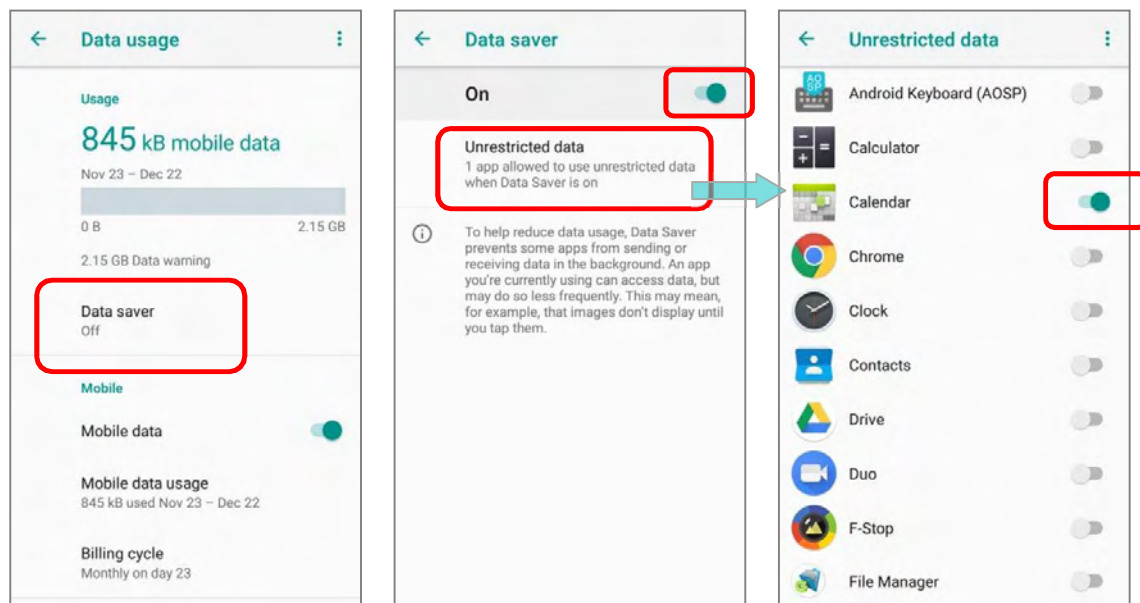 Data usage
Usage
845 kB mobile data
Nov 23 – Dec 22
0 B 2.15 GB
2.15 GB Data warning
Data saver
Off
Mobile
Mobile data
Mobile data usage
845 kB used Nov 23 – Dec 22
Billing cycle
Monthly on day 23
Data saver
On
Unrestricted data
1 app allowed to use unrestricted data
when Data Saver is on
To help reduce data usage, Data Saver
prevents some apps from sending or
receiving data in the background. An app
you're currently using can access data, but
may do so less frequently. This may mean,
for example, that images don't display until
you tap them.
Unrestricted data
AOSP
Android Keyboard (AOSP)
Calculator
Calendar
Chrome
Clock
Contacts
Drive
Duo
F-Stop
File Manager